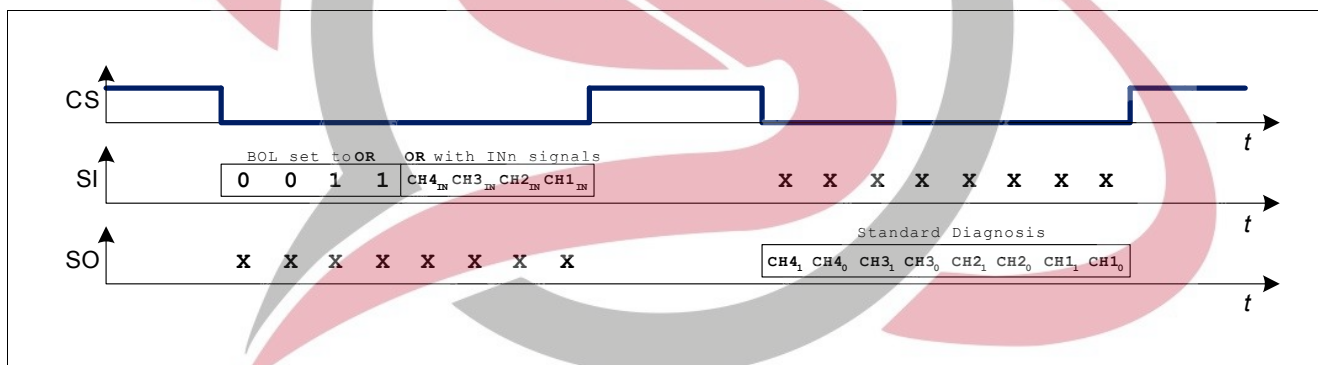 CS
t
BOL set to OR OR with INn signals
SI 0 0 1 1 CH4IN CH3IN CH2IN CH1IN X X X X X X X X
t
Standard Diagnosis
SO X X X X X X X X CH41 CH40 CH31 CH30 CH21 CH20 CH11 CH10
t